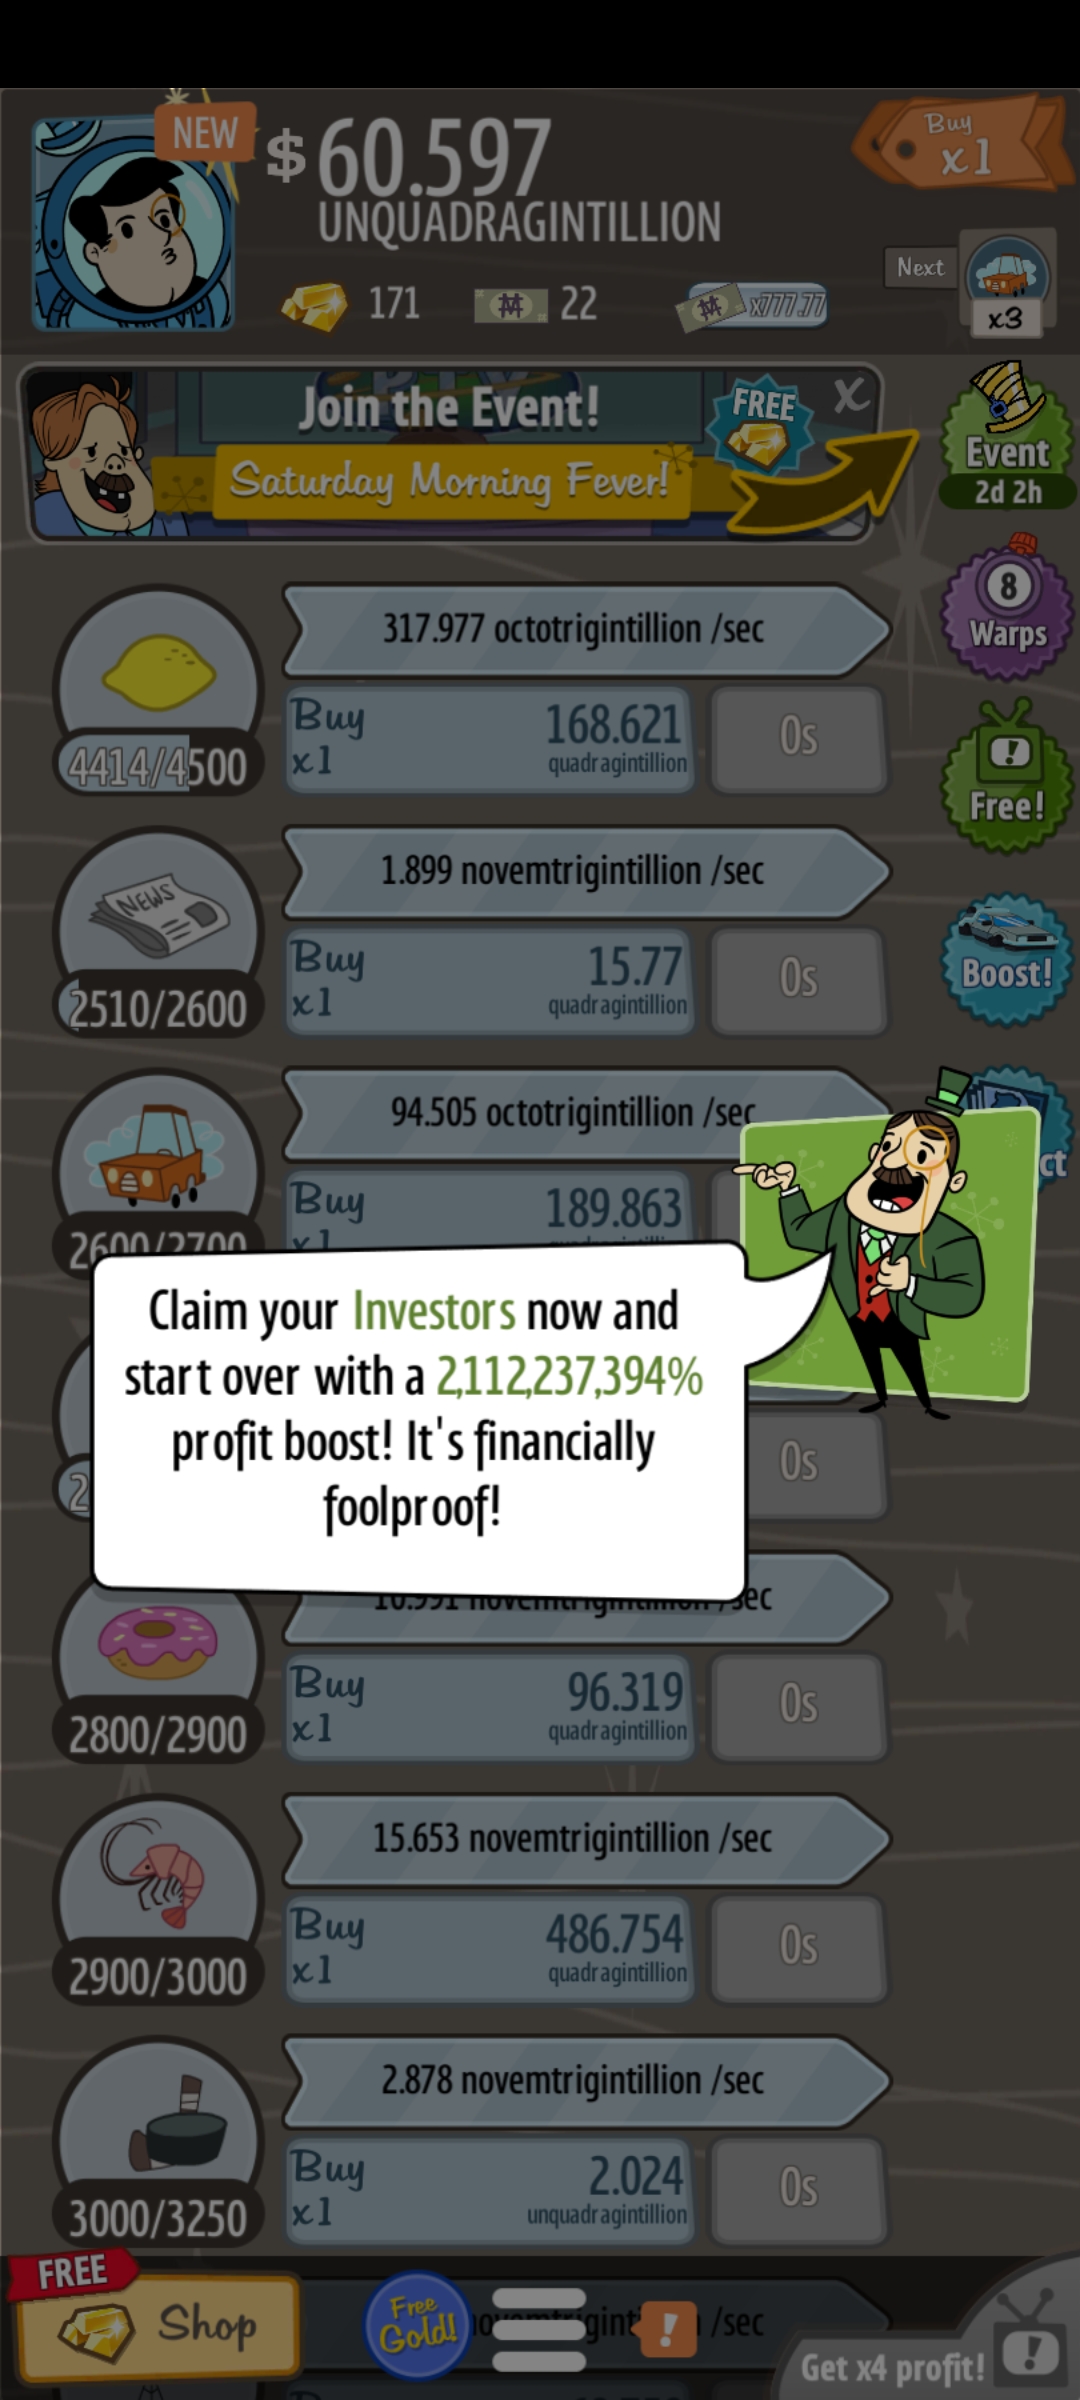 NEW
$ 60.597
UNQUADRAGINTILLION
Buy
x1
171
22
x777.77
Next
x3
Join the Event!
FREE
X
Saturday Morning Fever!
Event
2d 2h
317.977 octotrigintillion /sec
8
Warps
Buy
x1
168.621
quadragintillion
0s
4414/4500
Free!
1.899 novemtrigintillion /sec
NEWS
Buy
x1
15.77
quadragintillion
0s
2510/2600
Boost!
94.505 octotrigintillion /sec
Buy
x1
189.863
ct
2600/2700
Claim your Investors now and
start over with a 2,112,237,394%
profit boost! It's financially
foolproof!
0s
2
10.991 novemtrigintillion /sec
Buy
x1
96.319
quadragintillion
0s
2800/2900
15.653 novemtrigintillion /sec
Buy
x1
486.754
quadragintillion
0s
2900/3000
2.878 novemtrigintillion /sec
Buy
x1
2.024
unquadragintillion
0s
3000/3250
FREE
Shop
Free
Gold!
/sec
Get x4 profit!